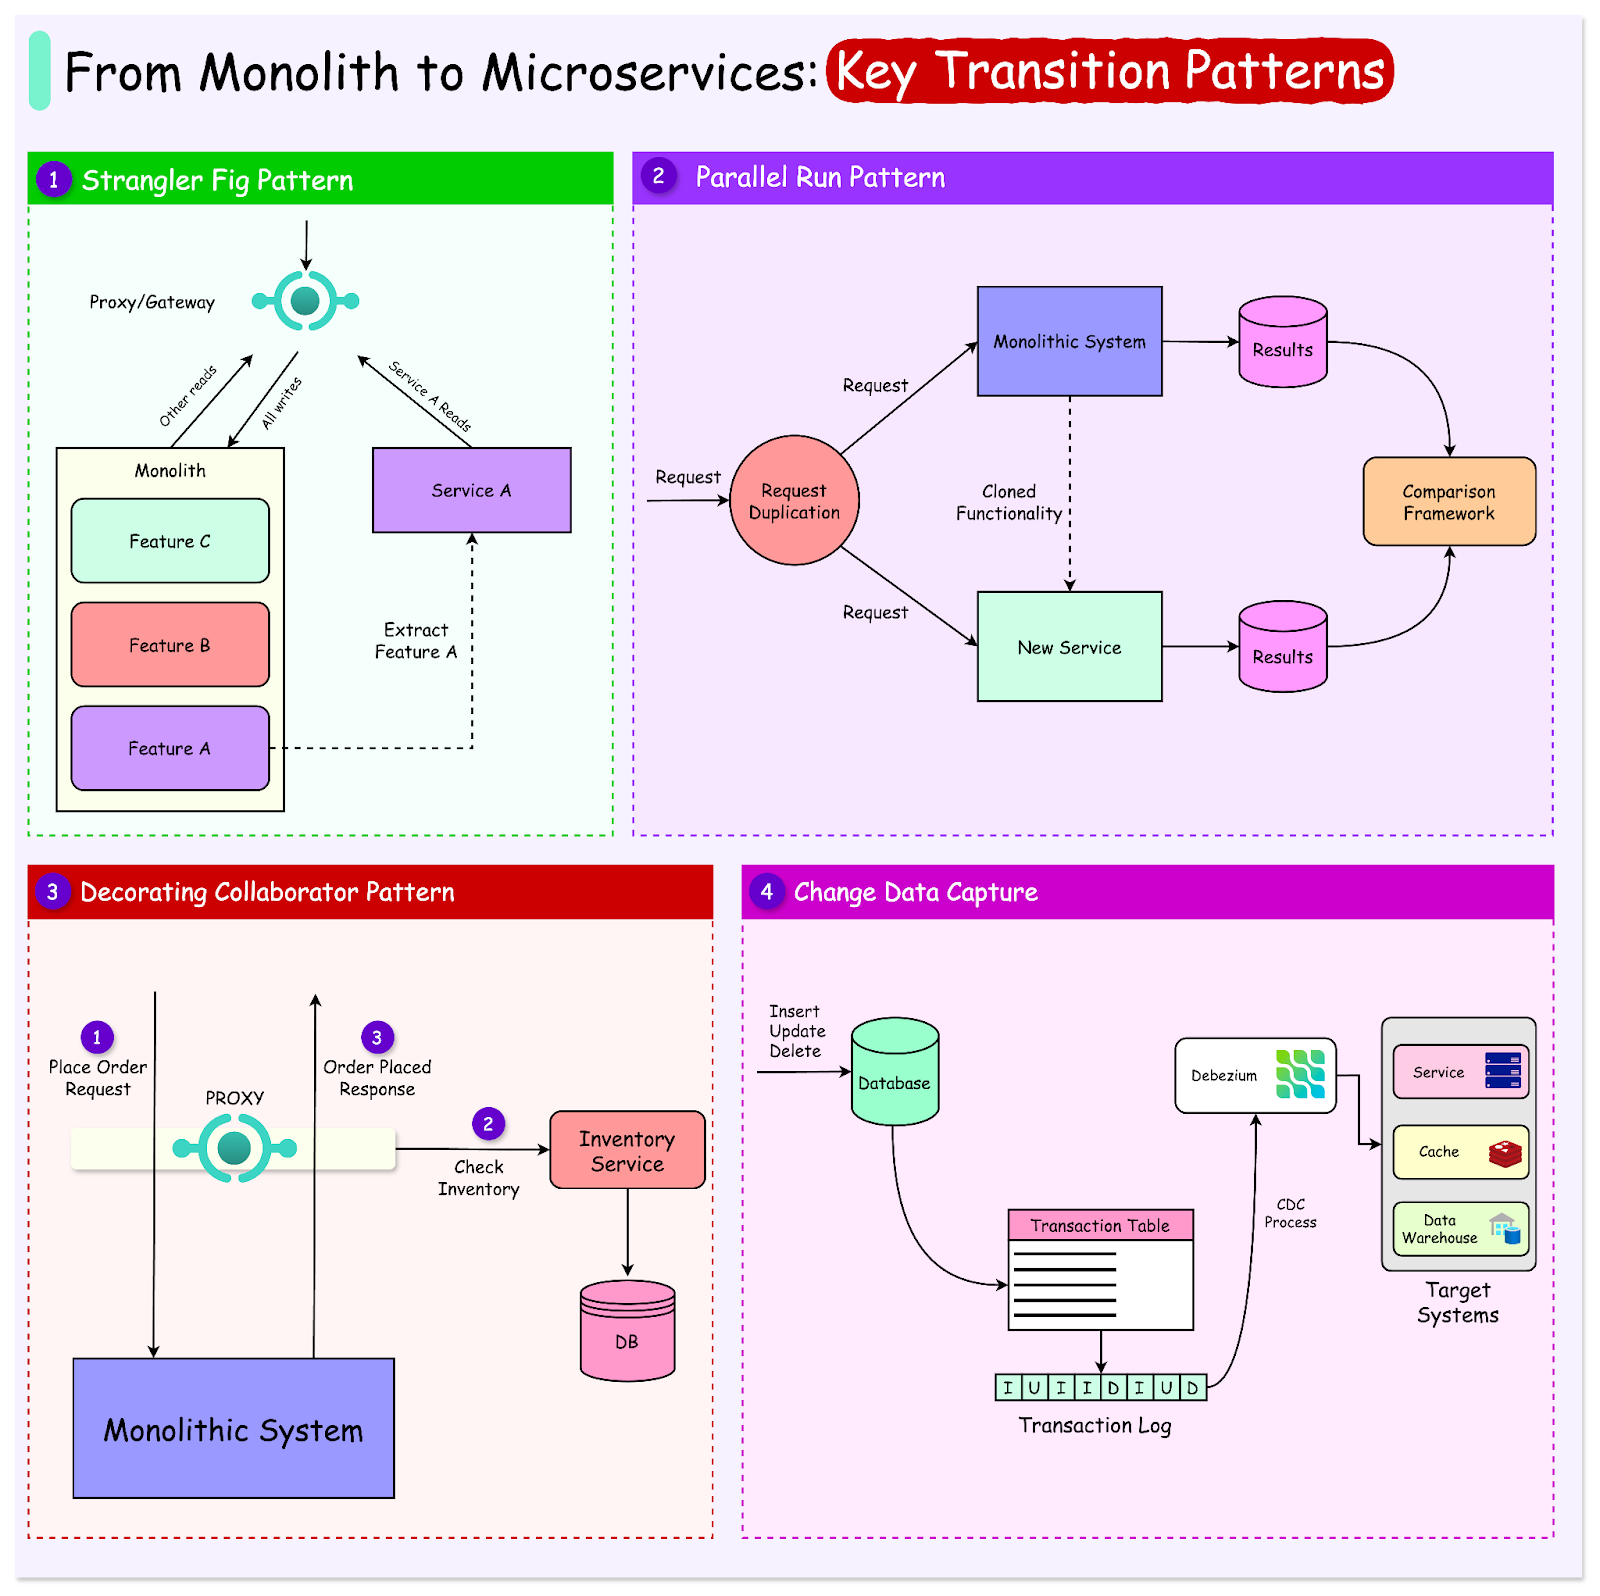 From Monolith to Microservices: Key Transition Patterns
1 Strangler Fig Pattern
Proxy/Gateway
Other reads
All writes
Service A Reads
Monolith
Feature C
Feature B
Feature A
Service A
Extract
Feature A
2 Parallel Run Pattern
Request
Request
Duplication
Request
Request
Monolithic System
Cloned
Functionality
New Service
Results
Results
Comparison
Framework
3 Decorating Collaborator Pattern
1
Place Order
Request
PROXY
3
Order Placed
Response
2
Check
Inventory
Inventory
Service
DB
Monolithic System
4 Change Data Capture
Insert
Update
Delete
Database
Transaction Table
I U I I D I U D
Transaction Log
CDC
Process
Debezium
Service
Cache
Data
Warehouse
Target
Systems